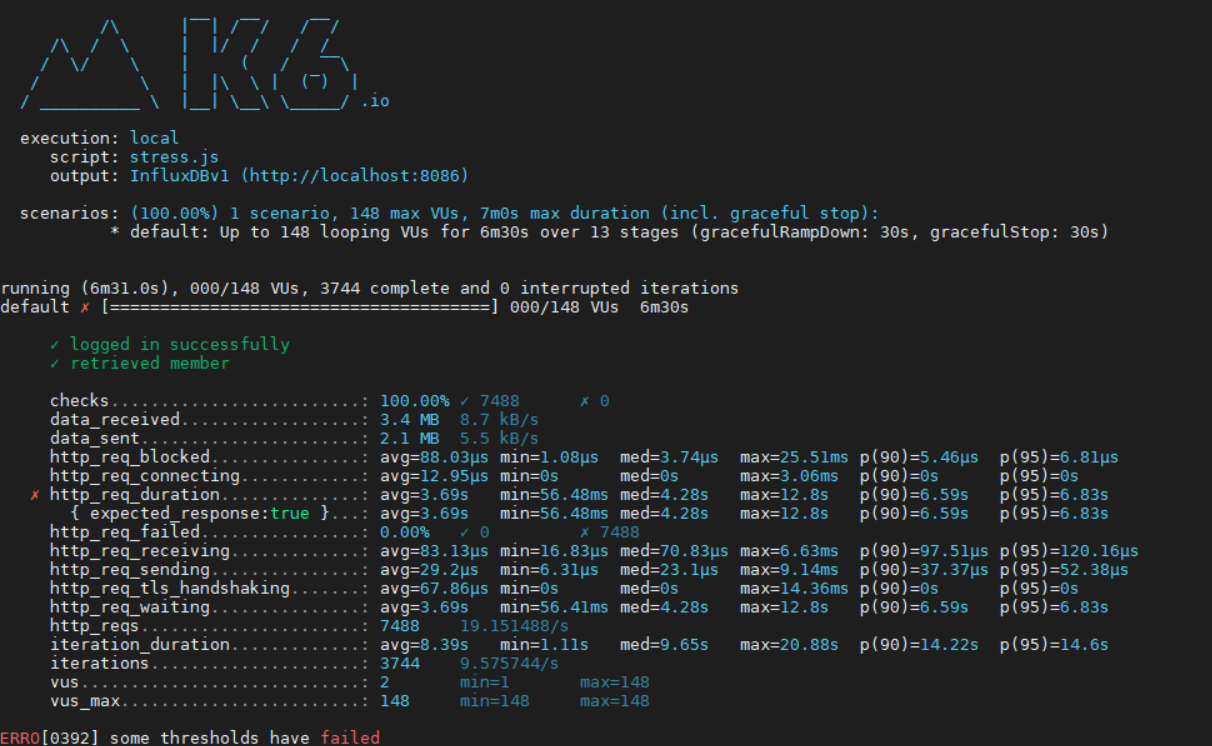 /\      |‾‾| /‾‾/   /‾‾/
     /\  /  \     |  |/  /   /  /
    /  \/    \    |     (   /   ‾‾\
   /          \   |  |\  \ |  (‾)  |
  / __________ \  |__| \__\ \_____/ .io
execution: local
script: stress.js
output: InfluxDBv1 (http://localhost:8086)
scenarios: (100.00%) 1 scenario, 148 max VUs, 7m0s max duration (incl. graceful stop):
* default: Up to 148 looping VUs for 6m30s over 13 stages (gracefulRampDown: 30s, gracefulStop: 30s)
running (6m31.0s), 000/148 VUs, 3744 complete and 0 interrupted iterations
default ✗ [======================================] 000/148 VUs  6m30s
✓ logged in successfully
✓ retrieved member
checks.........................: 100.00% ✓ 7488      ✗ 0
data_received..................: 3.4 MB  8.7 kB/s
data_sent......................: 2.1 MB  5.5 kB/s
http_req_blocked...............: avg=88.03µs min=1.08µs  med=3.74µs  max=25.51ms p(90)=5.46µs  p(95)=6.81µs
http_req_connecting............: avg=12.95µs min=0s      med=0s      max=3.06ms  p(90)=0s      p(95)=0s
✗ http_req_duration..............: avg=3.69s   min=56.48ms med=4.28s   max=12.8s   p(90)=6.59s   p(95)=6.83s
{ expected_response:true }...: avg=3.69s   min=56.48ms med=4.28s   max=12.8s   p(90)=6.59s   p(95)=6.83s
http_req_failed................: 0.00%   ✓ 0         ✗ 7488
http_req_receiving.............: avg=83.13µs min=16.83µs med=70.83µs max=6.63ms  p(90)=97.51µs p(95)=120.16µs
http_req_sending...............: avg=29.2µs  min=6.31µs  med=23.1µs  max=9.14ms  p(90)=37.37µs p(95)=52.38µs
http_req_tls_handshaking.......: avg=67.86µs min=0s      med=0s      max=14.36ms p(90)=0s      p(95)=0s
http_req_waiting...............: avg=3.69s   min=56.41ms med=4.28s   max=12.8s   p(90)=6.59s   p(95)=6.83s
http_reqs......................: 7488    19.151488/s
iteration_duration.............: avg=8.39s   min=1.11s   med=9.65s   max=20.88s  p(90)=14.22s  p(95)=14.6s
iterations.....................: 3744    9.575744/s
vus............................: 2       min=1       max=148
vus_max........................: 148     min=148     max=148
ERRO[0392] some thresholds have failed